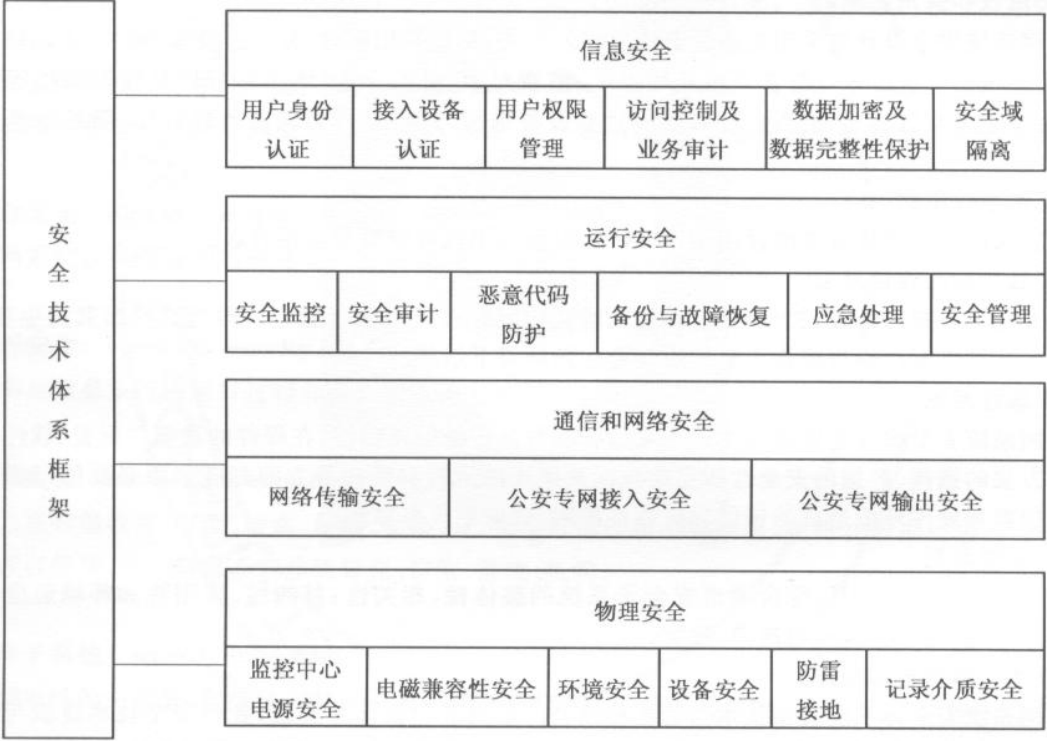 安
全
技
术
体
系
框
架
信息安全
用户身份
认证
接入设备
认证
用户权限
管理
访问控制及
业务审计
数据加密及
数据完整性保护
安全域
隔离
运行安全
安全监控
安全审计
恶意代码
防护
备份与故障恢复
应急处理
安全管理
通信和网络安全
网络传输安全
公安专网接入安全
公安专网输出安全
物理安全
监控中心
电源安全
电磁兼容性安全
环境安全
设备安全
防雷
接地
记录介质安全